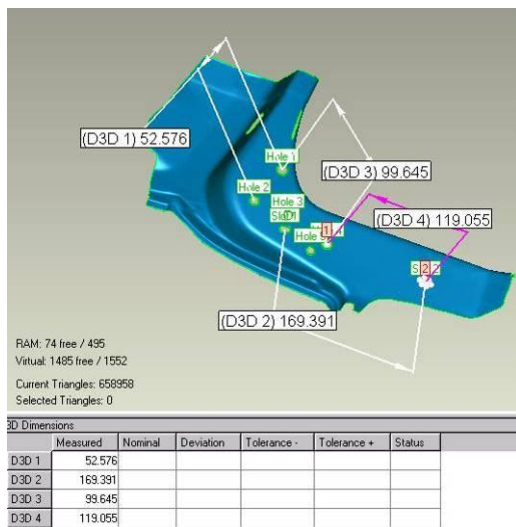 (D3D 1) 52.576
Hole 1
(D3D 3) 99.645
Hole 2
Hole 3
(D3D 4) 119.055
1
2
(D3D 2) 169.391
RAM: 74 free / 495
Virtual: 1485 free / 1552
Current Triangles: 658958
Selected Triangles: 0
3D Dimensions
Measured Nominal Deviation Tolerance - Tolerance + Status
D3D 1 52.576
D3D 2 169.391
D3D 3 99.645
D3D 4 119.055